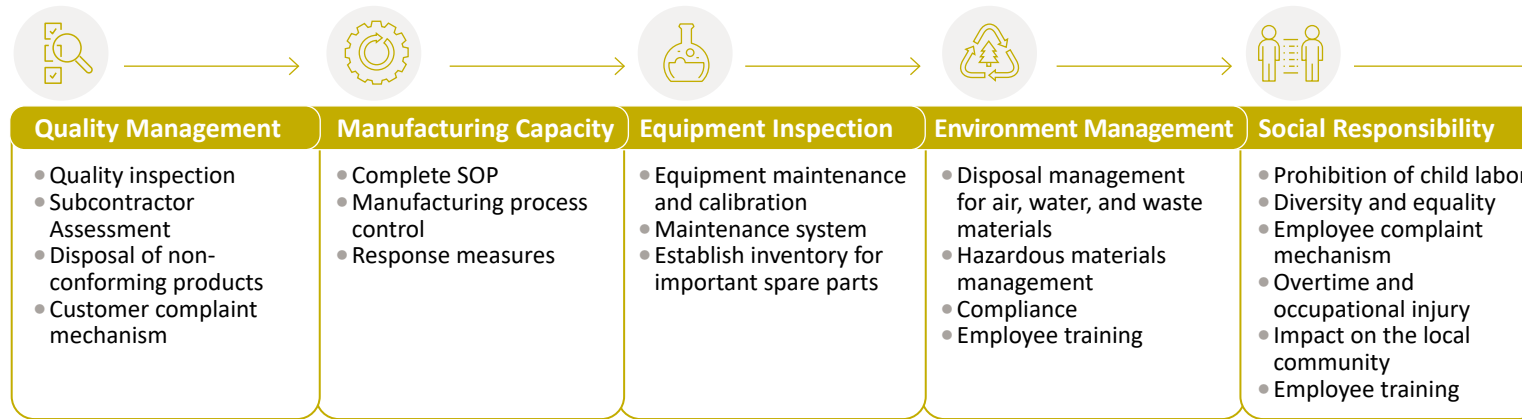 Quality Management
• Quality inspection
• Subcontractor
Assessment
• Disposal of non-
conforming products
• Customer complaint
mechanism
Manufacturing Capacity
• Complete SOP
• Manufacturing process
control
• Response measures
Equipment Inspection
• Equipment maintenance
and calibration
• Maintenance system
• Establish inventory for
important spare parts
Environment Management
• Disposal management
for air, water, and waste
materials
• Hazardous materials
management
• Compliance
• Employee training
Social Responsibility
• Prohibition of child labor
• Diversity and equality
• Employee complaint
mechanism
• Overtime and
occupational injury
• Impact on the local
community
• Employee training